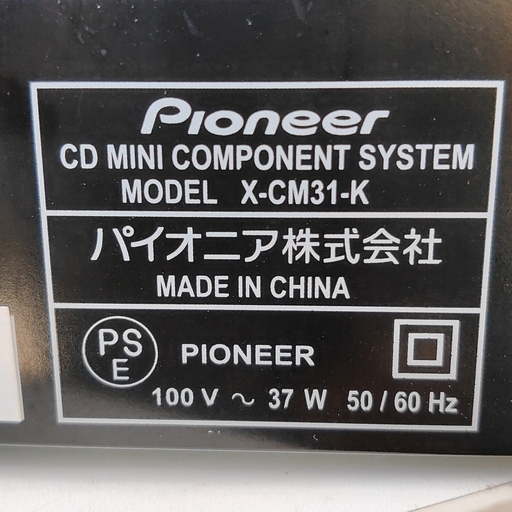 Pioneer
CD MINI COMPONENT SYSTEM
MODEL X-CM31-K
パイオニア株式会社
MADE IN CHINA
PS
E
PIONEER
100 V ～ 37 W 50 / 60 Hz